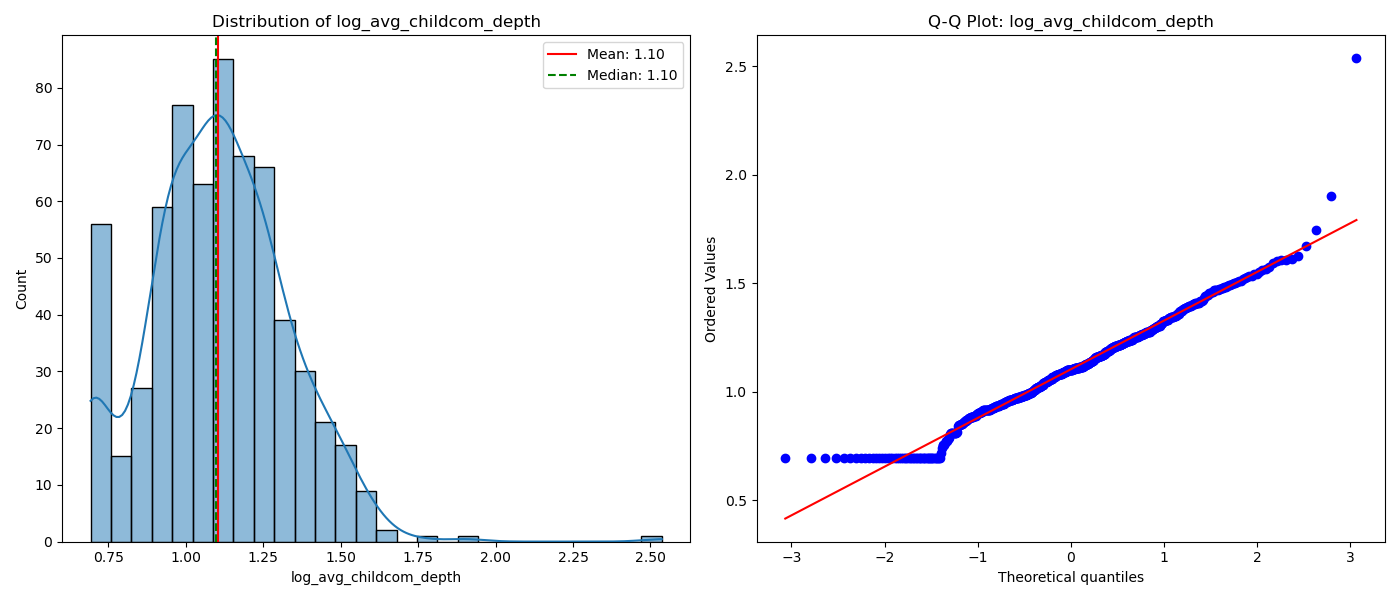 Distribution of log_avg_childcom_depth
Mean: 1.10
Median: 1.10
Count
80
70
60
50
40
30
20
10
0
0.75 1.00 1.25 1.50 1.75 2.00 2.25 2.50
log_avg_childcom_depth
Q-Q Plot: log_avg_childcom_depth
Ordered Values
2.5
2.0
1.5
1.0
0.5
−3 −2 −1 0 1 2 3
Theoretical quantiles